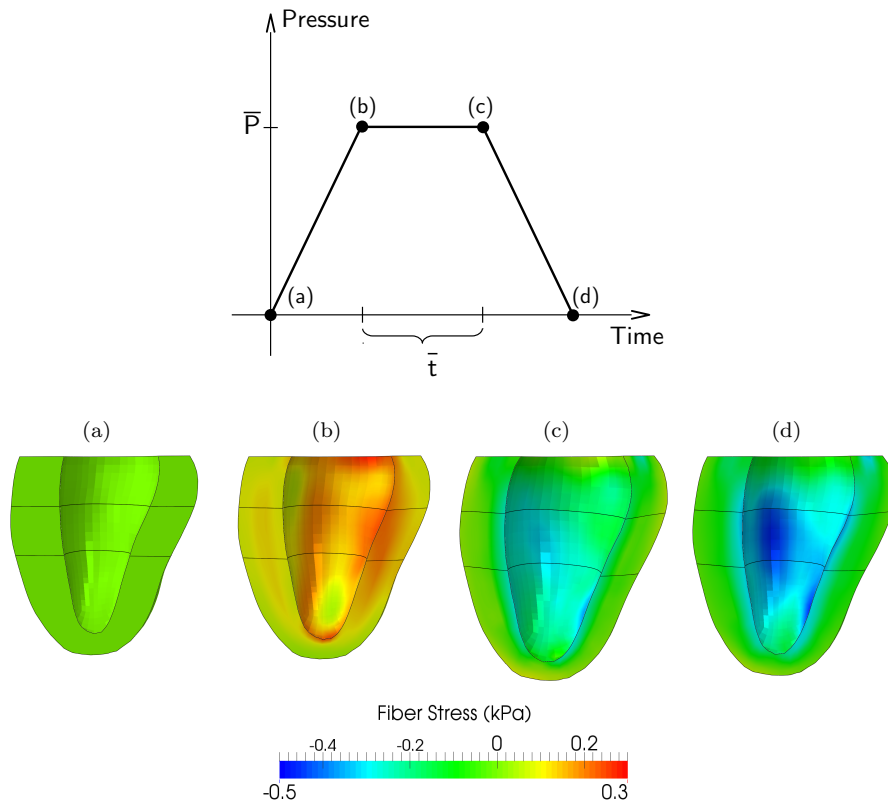 Pressure
(b) (c)
P̅
(a) (d)
Time
t̅
(a) (b) (c) (d)
Fiber Stress (kPa)
-0.4 -0.2 0 0.2
-0.5 0.3